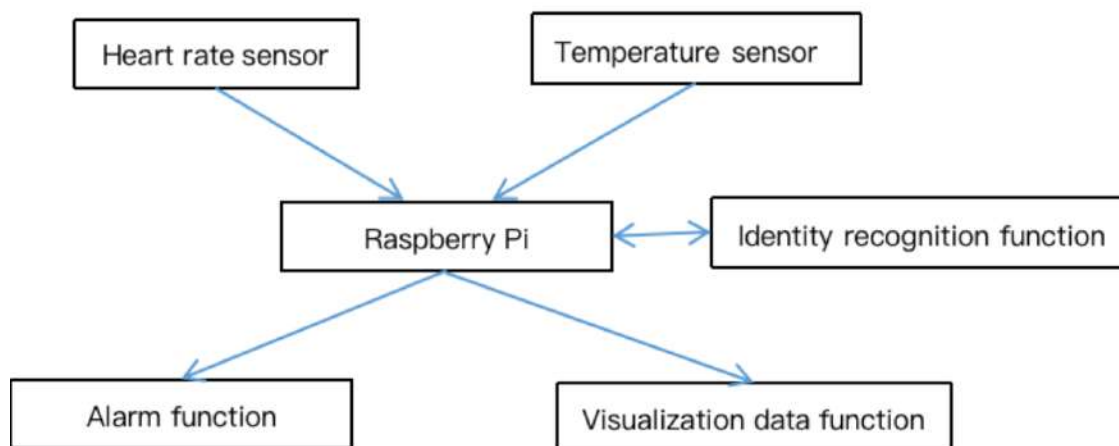 Heart rate sensor
Temperature sensor
Raspberry Pi
Identity recognition function
Alarm function
Visualization data function